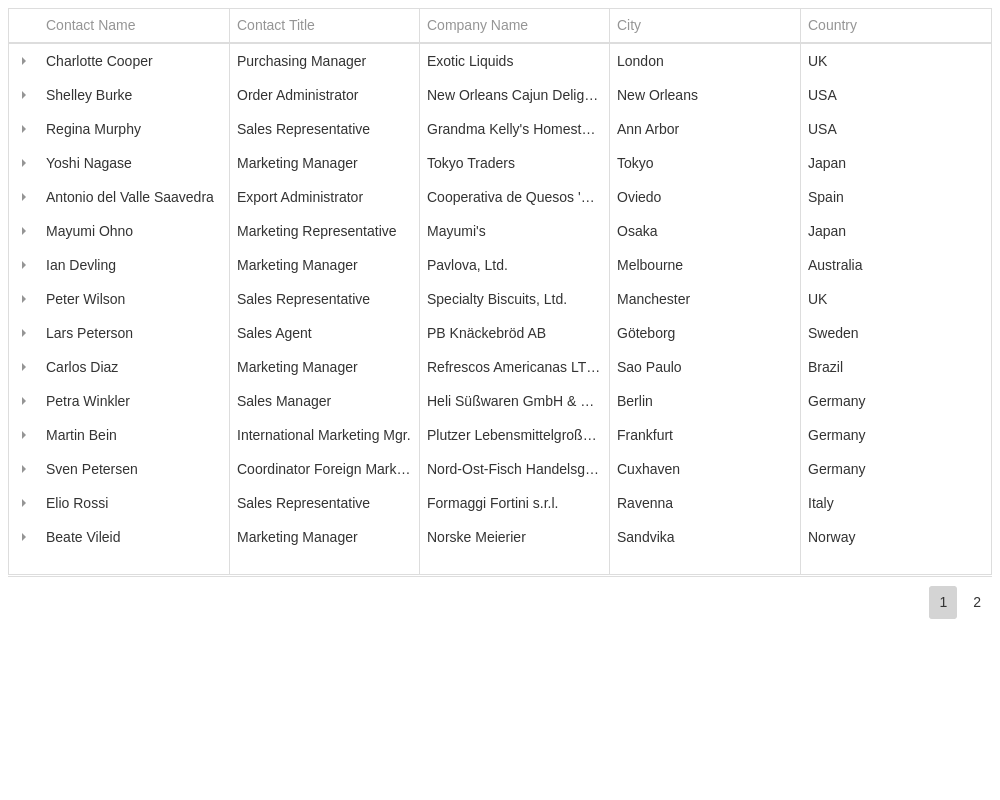 Contact Name Contact Title Company Name City Country
Charlotte Cooper Purchasing Manager Exotic Liquids London UK
Shelley Burke Order Administrator New Orleans Cajun Delig… New Orleans USA
Regina Murphy Sales Representative Grandma Kelly's Homest… Ann Arbor USA
Yoshi Nagase Marketing Manager Tokyo Traders Tokyo Japan
Antonio del Valle Saavedra Export Administrator Cooperativa de Quesos '… Oviedo Spain
Mayumi Ohno Marketing Representative Mayumi's Osaka Japan
Ian Devling Marketing Manager Pavlova, Ltd. Melbourne Australia
Peter Wilson Sales Representative Specialty Biscuits, Ltd. Manchester UK
Lars Peterson Sales Agent PB Knäckebröd AB Göteborg Sweden
Carlos Diaz Marketing Manager Refrescos Americanas LT… Sao Paulo Brazil
Petra Winkler Sales Manager Heli Süßwaren GmbH & … Berlin Germany
Martin Bein International Marketing Mgr. Plutzer Lebensmittelgroß… Frankfurt Germany
Sven Petersen Coordinator Foreign Mark… Nord-Ost-Fisch Handelsg… Cuxhaven Germany
Elio Rossi Sales Representative Formaggi Fortini s.r.l. Ravenna Italy
Beate Vileid Marketing Manager Norske Meierier Sandvika Norway
1 2